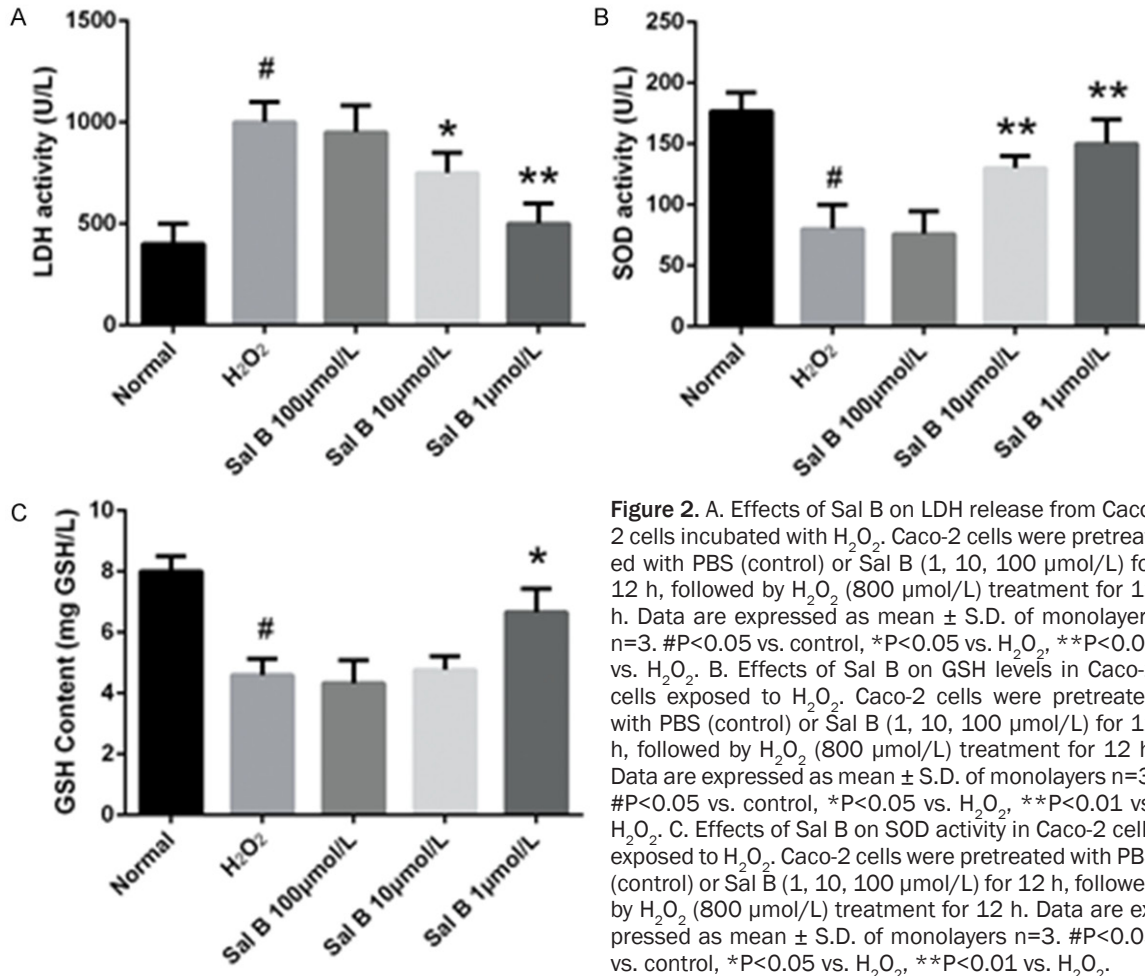 A
1500
1000
500
0
LDH activity (U/L)
#
*
**
Normal
H₂O₂
Sal B 100µmol/L
Sal B 10µmol/L
Sal B 1µmol/L
B
250
200
150
100
50
0
SOD activity (U/L)
#
**
**
Normal
H₂O₂
Sal B 100µmol/L
Sal B 10µmol/L
Sal B 1µmol/L
C
10
8
6
4
2
0
GSH Content (mg GSH/L)
#
*
Normal
H₂O₂
Sal B 100µmol/L
Sal B 10µmol/L
Sal B 1µmol/L
Figure 2. A. Effects of Sal B on LDH release from Caco
2 cells incubated with H₂O₂. Caco-2 cells were pretreat
ed with PBS (control) or Sal B (1, 10, 100 µmol/L) fo
12 h, followed by H₂O₂ (800 µmol/L) treatment for 1
h. Data are expressed as mean ± S.D. of monolayer
n=3. #P<0.05 vs. control, *P<0.05 vs. H₂O₂, **P<0.0
vs. H₂O₂. B. Effects of Sal B on GSH levels in Caco-
cells exposed to H₂O₂. Caco-2 cells were pretreate
with PBS (control) or Sal B (1, 10, 100 µmol/L) for 1
h, followed by H₂O₂ (800 µmol/L) treatment for 12 h
Data are expressed as mean ± S.D. of monolayers n=3
#P<0.05 vs. control, *P<0.05 vs. H₂O₂, **P<0.01 vs
H₂O₂. C. Effects of Sal B on SOD activity in Caco-2 cell
exposed to H₂O₂. Caco-2 cells were pretreated with PB
(control) or Sal B (1, 10, 100 µmol/L) for 12 h, followe
by H₂O₂ (800 µmol/L) treatment for 12 h. Data are ex
pressed as mean ± S.D. of monolayers n=3. #P<0.0
vs. control, *P<0.05 vs. H₂O₂, **P<0.01 vs. H₂O₂.